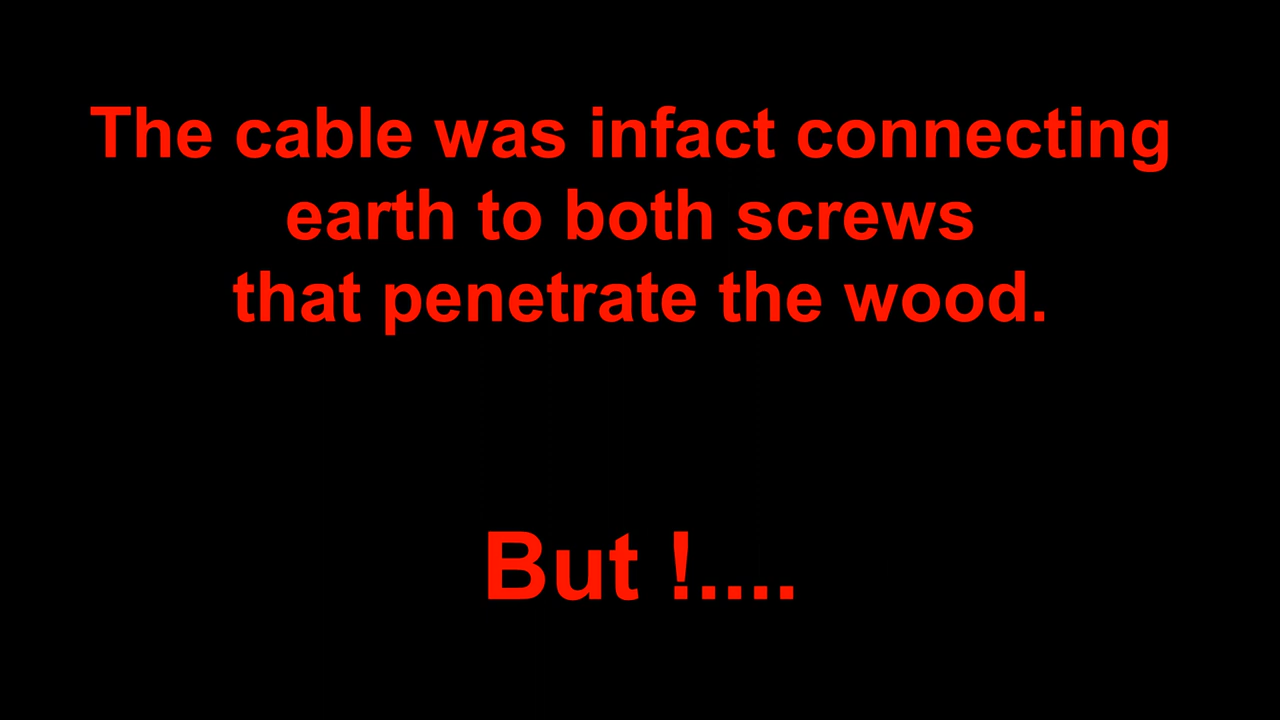 The cable was infact connecting
earth to both screws
that penetrate the wood.
But !....